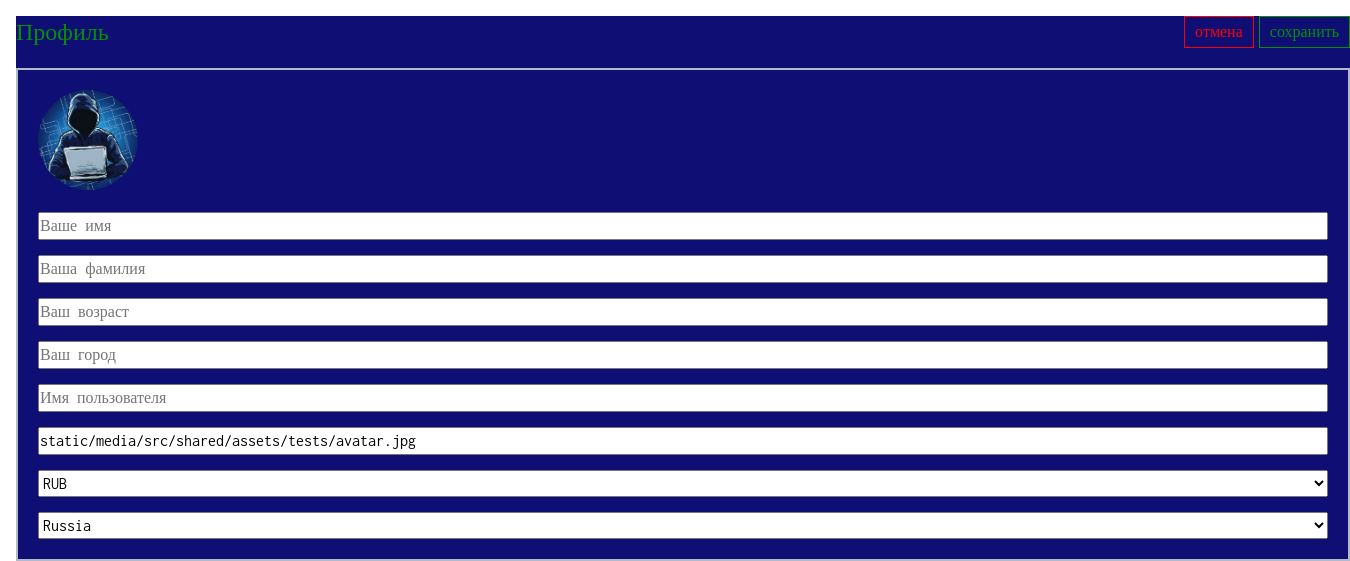 Профиль
отмена
сохранить
Ваше имя
Ваша фамилия
Ваш возраст
Ваш город
Имя пользователя
static/media/src/shared/assets/tests/avatar.jpg
RUB
Russia